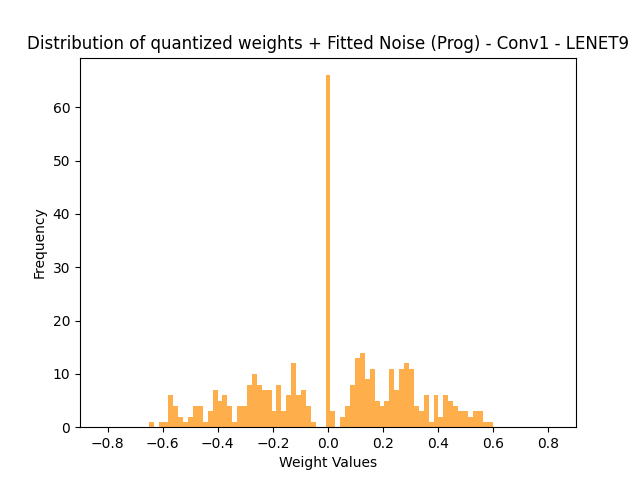 Distribution of quantized weights + Fitted Noise (Prog) - Conv1 - LENET9
Frequency
60
50
40
30
20
10
0
−0.8 −0.6 −0.4 −0.2 0.0 0.2 0.4 0.6 0.8
Weight Values